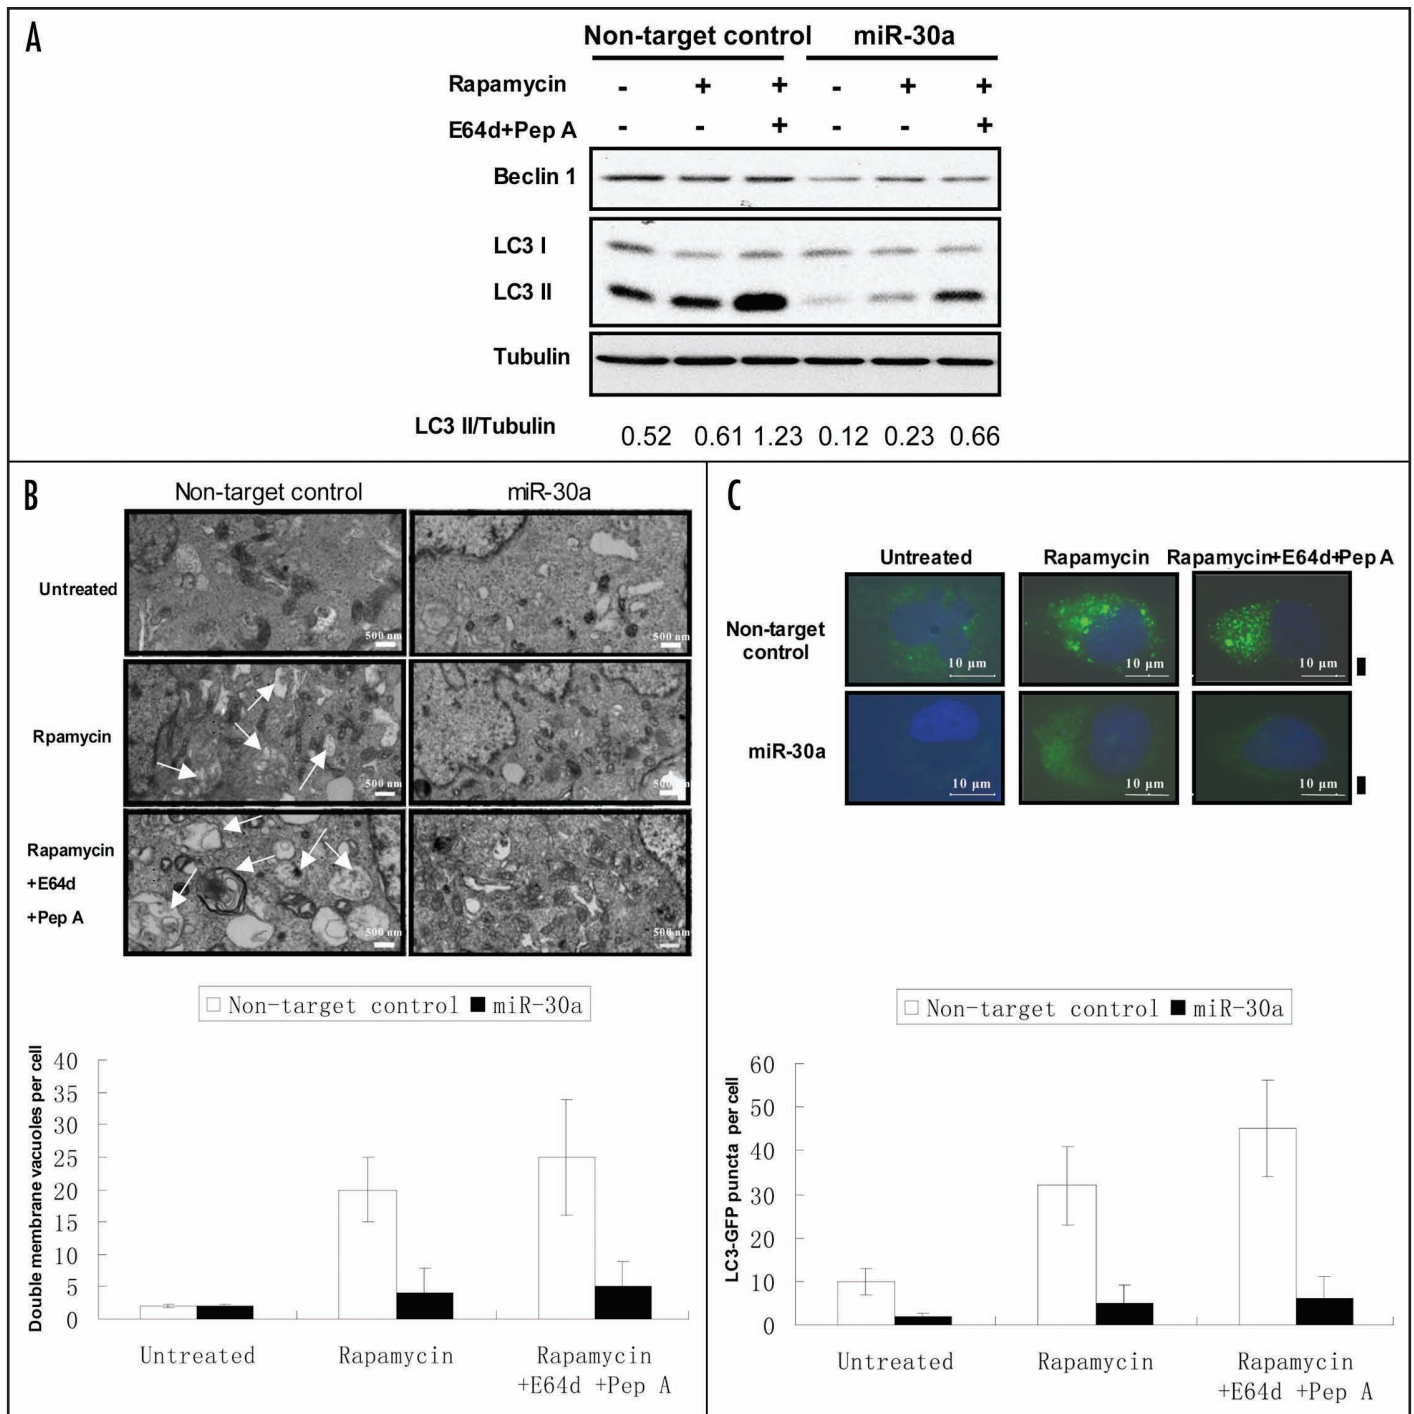 A
Non-target control miR-30a
Rapamycin - + + - + +
E64d+Pep A - - + - - +
Beclin 1
LC3 I
LC3 II
Tubulin
LC3 II/Tubulin 0.52 0.61 1.23 0.12 0.23 0.66
B
Non-target control miR-30a
Untreated
500 nm 500 nm
Rpamycin
500 nm 500 nm
Rapamycin
+E64d
+Pep A
500 nm 500 nm
Non-target control miR-30a
Double membrane vacuoles per cell
40
35
30
25
20
15
10
5
0
Untreated Rapamycin Rapamycin
+E64d +Pep A
C
Untreated Rapamycin Rapamycin+E64d+Pep A
Non-target
control
10 µm 10 µm 10 µm
miR-30a
10 µm 10 µm 10 µm
Non-target control miR-30a
LC3-GFP puncta per cell
60
50
40
30
20
10
0
Untreated Rapamycin Rapamycin
+E64d +Pep A